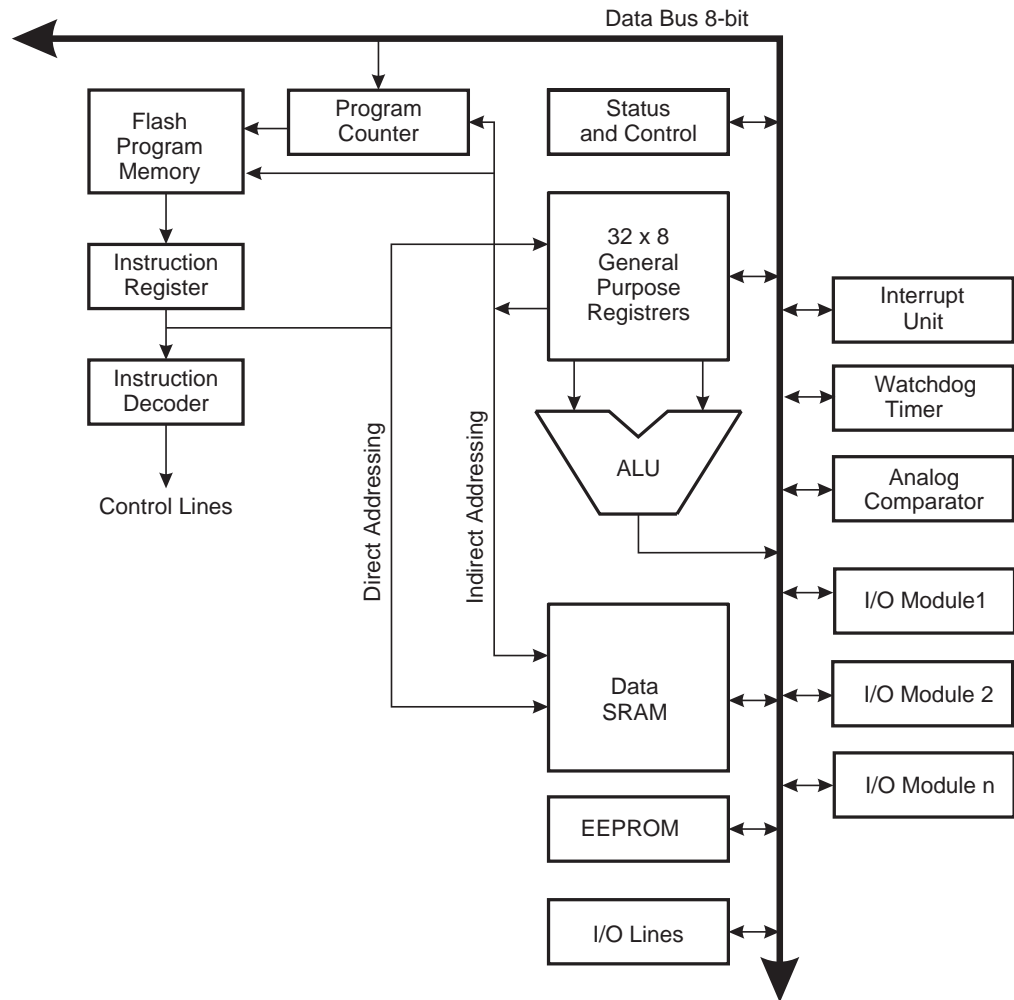 Data Bus 8-bit
Flash
Program
Memory
Program
Counter
Status
and Control
32 x 8
General
Purpose
Registrers
Instruction
Register
Instruction
Decoder
Control Lines
Direct Addressing
Indirect Addressing
ALU
Interrupt
Unit
Watchdog
Timer
Analog
Comparator
I/O Module1
Data
SRAM
I/O Module 2
I/O Module n
EEPROM
I/O Lines